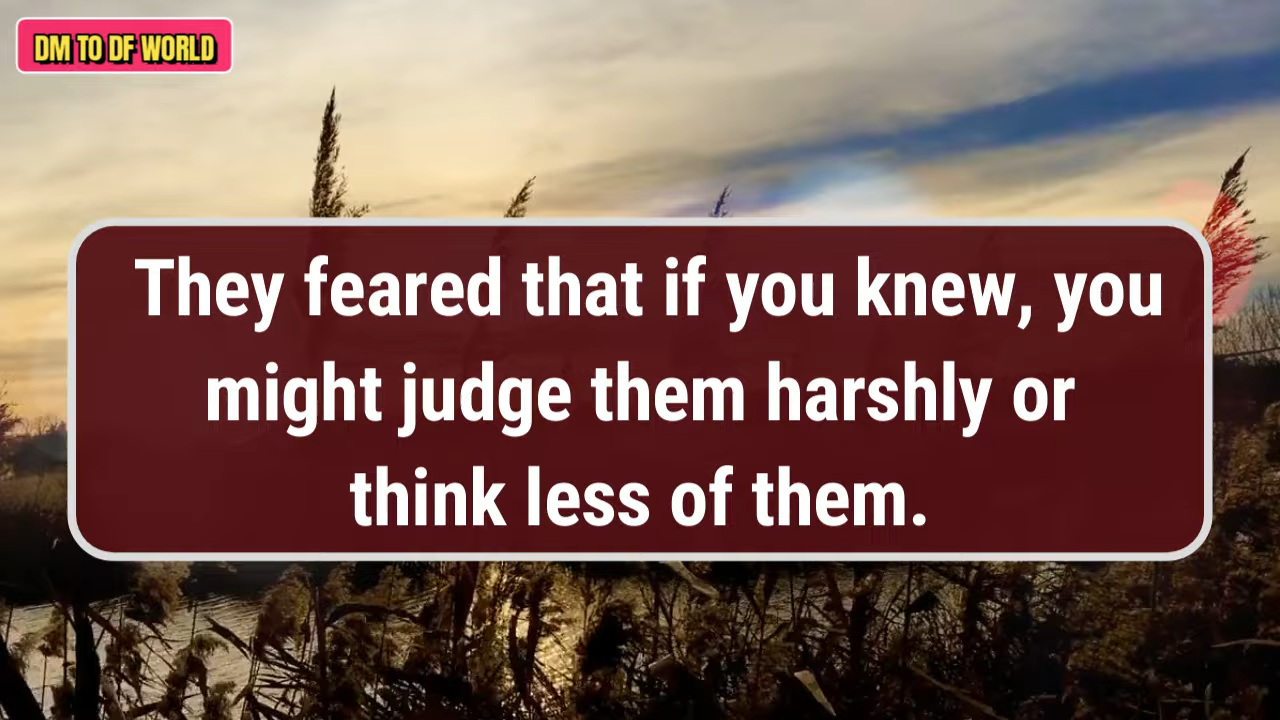 DM TO DF WORLD
They feared that if you knew, you
might judge them harshly or
think less of them.